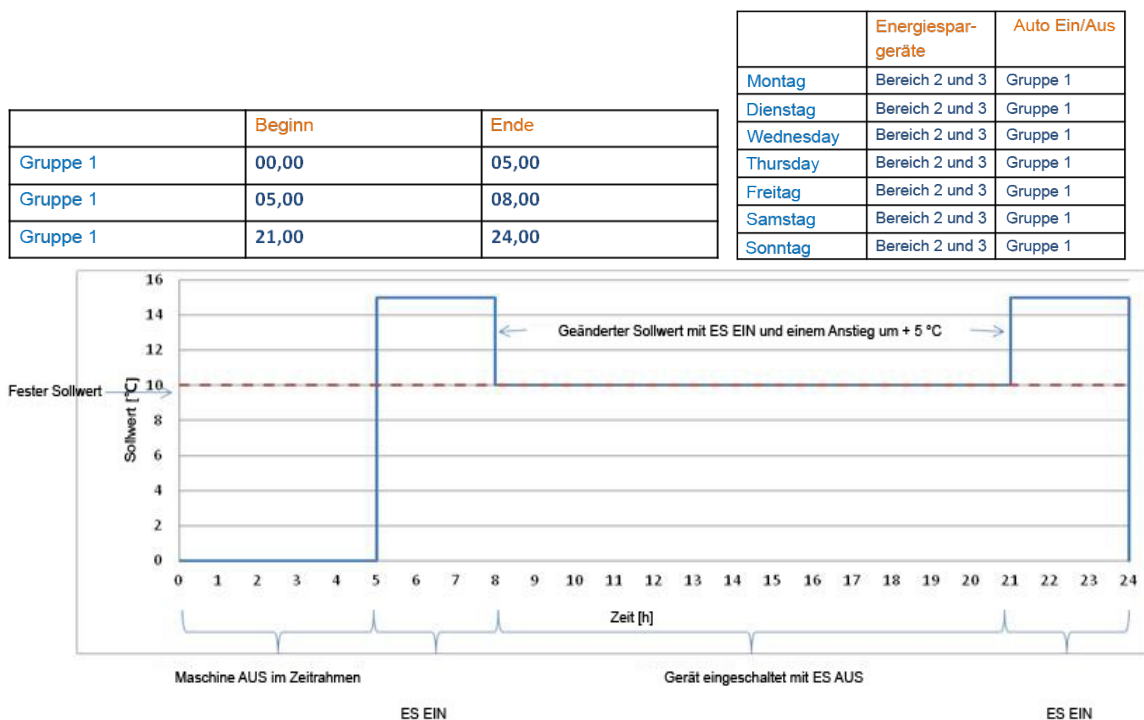 Energiespar-
geräte Auto Ein/Aus
Montag Bereich 2 und 3 Gruppe 1
Dienstag Bereich 2 und 3 Gruppe 1
Wednesday Bereich 2 und 3 Gruppe 1
Thursday Bereich 2 und 3 Gruppe 1
Freitag Bereich 2 und 3 Gruppe 1
Samstag Bereich 2 und 3 Gruppe 1
Sonntag Bereich 2 und 3 Gruppe 1
Beginn Ende
Gruppe 1 00,00 05,00
Gruppe 1 05,00 08,00
Gruppe 1 21,00 24,00
16
14
12
10
8
6
4
2
0
Sollwert [°C]
Fester Sollwert
Geänderter Sollwert mit ES EIN und einem Anstieg um + 5 °C
0 1 2 3 4 5 6 7 8 9 10 11 12 13 14 15 16 17 18 19 20 21 22 23 24
Zeit [h]
Maschine AUS im Zeitrahmen
Gerät eingeschaltet mit ES AUS
ES EIN
ES EIN